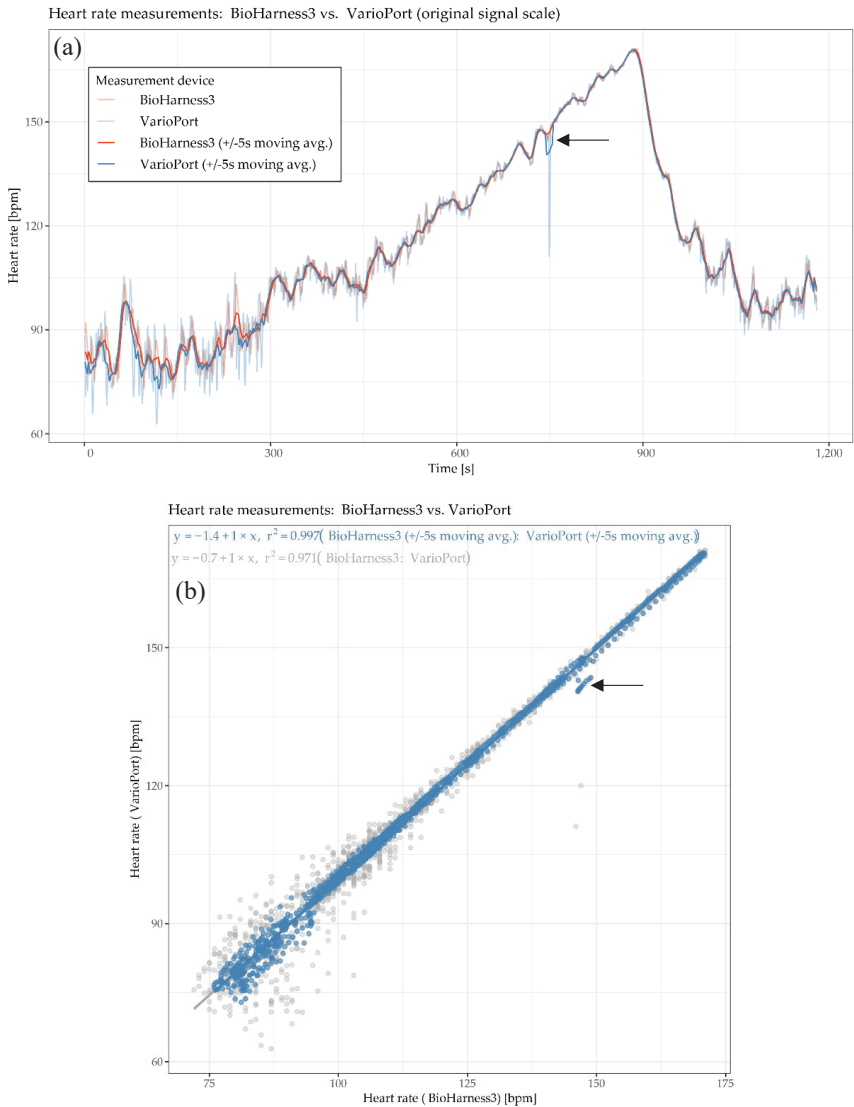 Heart rate measurements: BioHarness3 vs. VarioPort (original signal scale)
(a)
Measurement device
BioHarness3
VarioPort
BioHarness3 (+/-5s moving avg.)
VarioPort (+/-5s moving avg.)
150
120
90
60
Heart rate [bpm]
0 300 600 900 1,200
Time [s]
Heart rate measurements: BioHarness3 vs. VarioPort
y = −1.4 + 1 × x, r² = 0.997( BioHarness3 (+/-5s moving avg.): VarioPort (+/-5s moving avg.))
y = −0.7 + 1 × x, r² = 0.971( BioHarness3: VarioPort)
(b)
150
120
90
60
Heart rate ( VarioPort) [bpm]
75 100 125 150 175
Heart rate ( BioHarness3) [bpm]